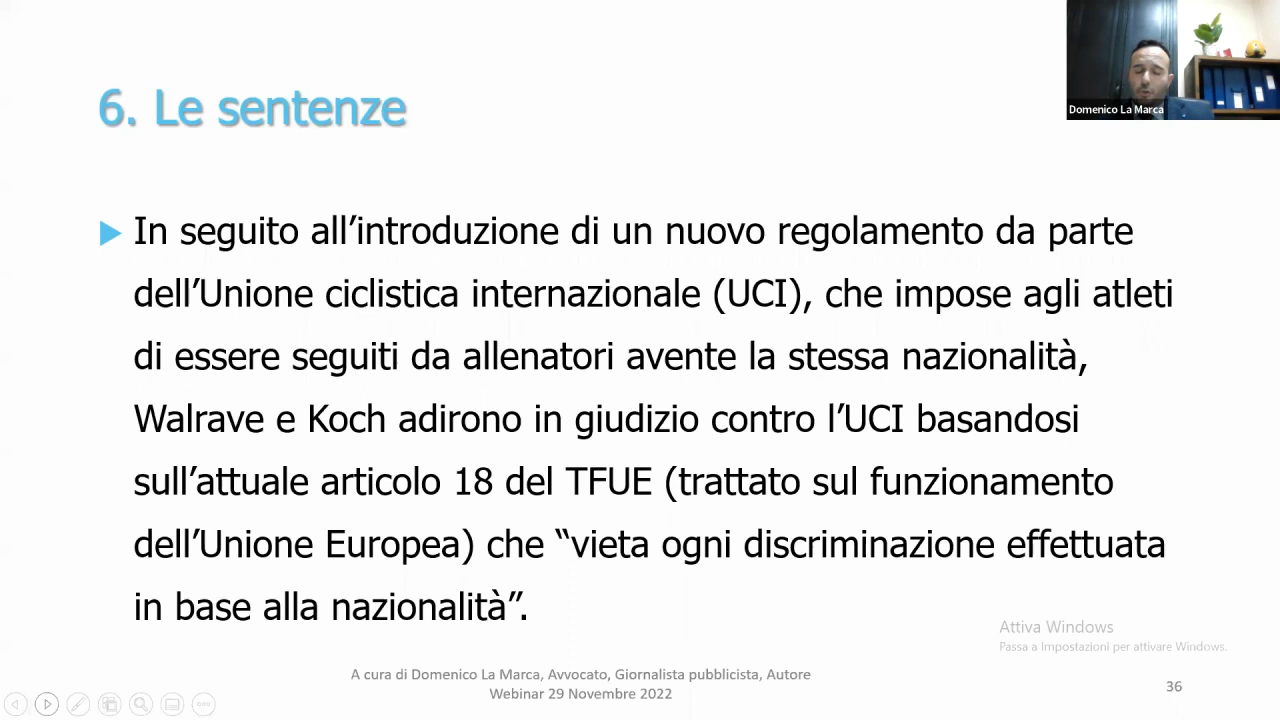 Domenico La Marca
6. Le sentenze
In seguito all’introduzione di un nuovo regolamento da parte
dell’Unione ciclistica internazionale (UCI), che impose agli atleti
di essere seguiti da allenatori avente la stessa nazionalità,
Walrave e Koch adirono in giudizio contro l’UCI basandosi
sull’attuale articolo 18 del TFUE (trattato sul funzionamento
dell’Unione Europea) che “vieta ogni discriminazione effettuata
in base alla nazionalità”.
Attiva Windows
Passa a Impostazioni per attivare Windows.
A cura di Domenico La Marca, Avvocato, Giornalista pubblicista, Autore
Webinar 29 Novembre 2022
36